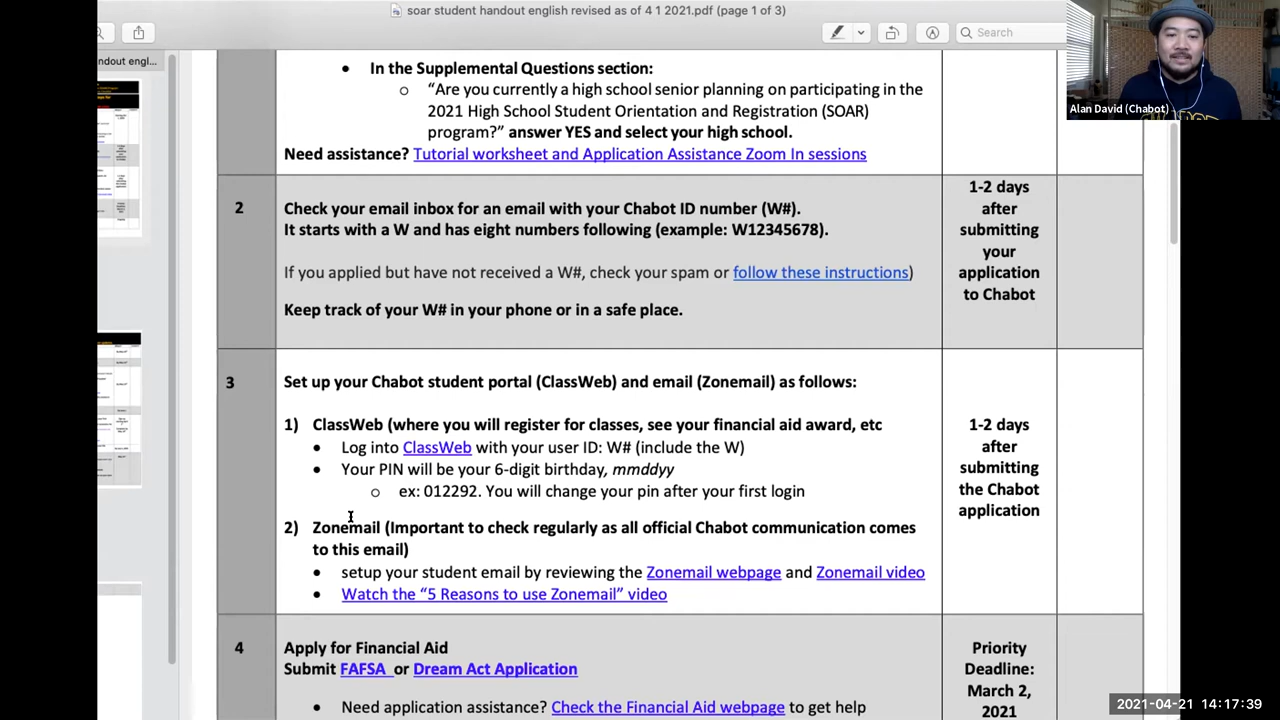 soar student handout english revised as of 4 1 2021.pdf (page 1 of 3)
Search
ndout engl...
Alan David (Chabot)
• In the Supplemental Questions section:
o “Are you currently a high school senior planning on participating in the
2021 High School Student Orientation and Registration (SOAR)
program?” answer YES and select your high school.
Need assistance? Tutorial worksheet and Application Assistance Zoom In sessions
2
Check your email inbox for an email with your Chabot ID number (W#).
It starts with a W and has eight numbers following (example: W12345678).
If you applied but have not received a W#, check your spam or follow these instructions)
Keep track of your W# in your phone or in a safe place.
1-2 days
after
submitting
your
application
to Chabot
3
Set up your Chabot student portal (ClassWeb) and email (Zonemail) as follows:
1) ClassWeb (where you will register for classes, see your financial aid award, etc
• Log into ClassWeb with your user ID: W# (include the W)
• Your PIN will be your 6-digit birthday, mmddyy
o ex: 012292. You will change your pin after your first login
2) Zonemail (Important to check regularly as all official Chabot communication comes
to this email)
• setup your student email by reviewing the Zonemail webpage and Zonemail video
• Watch the “5 Reasons to use Zonemail” video
1-2 days
after
submitting
the Chabot
application
4
Apply for Financial Aid
Submit FAFSA or Dream Act Application
• Need application assistance? Check the Financial Aid webpage to get help
Priority
Deadline:
March 2,
2021
2021-04-21 14:17:39